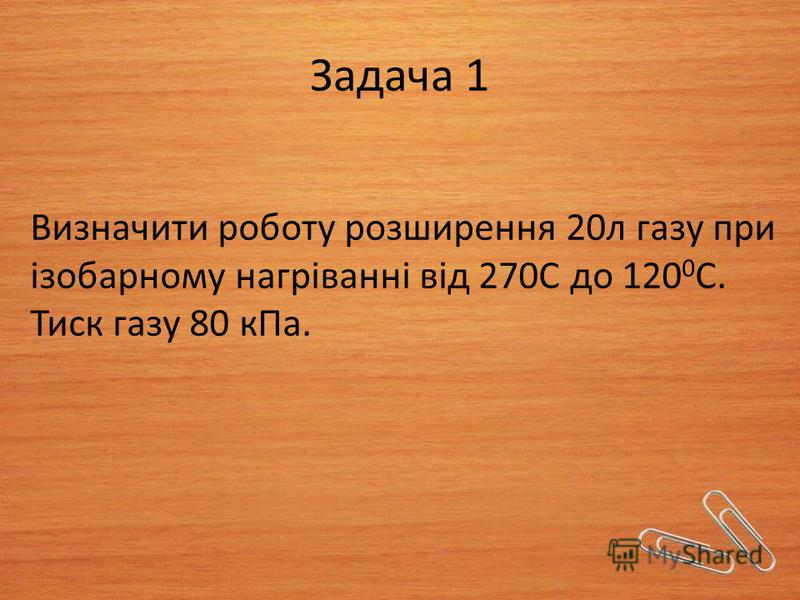 Задача 1
Визначити роботу розширення 20л газу при
ізобарному нагріванні від 270С до 120⁰С.
Тиск газу 80 кПа.
MyShared